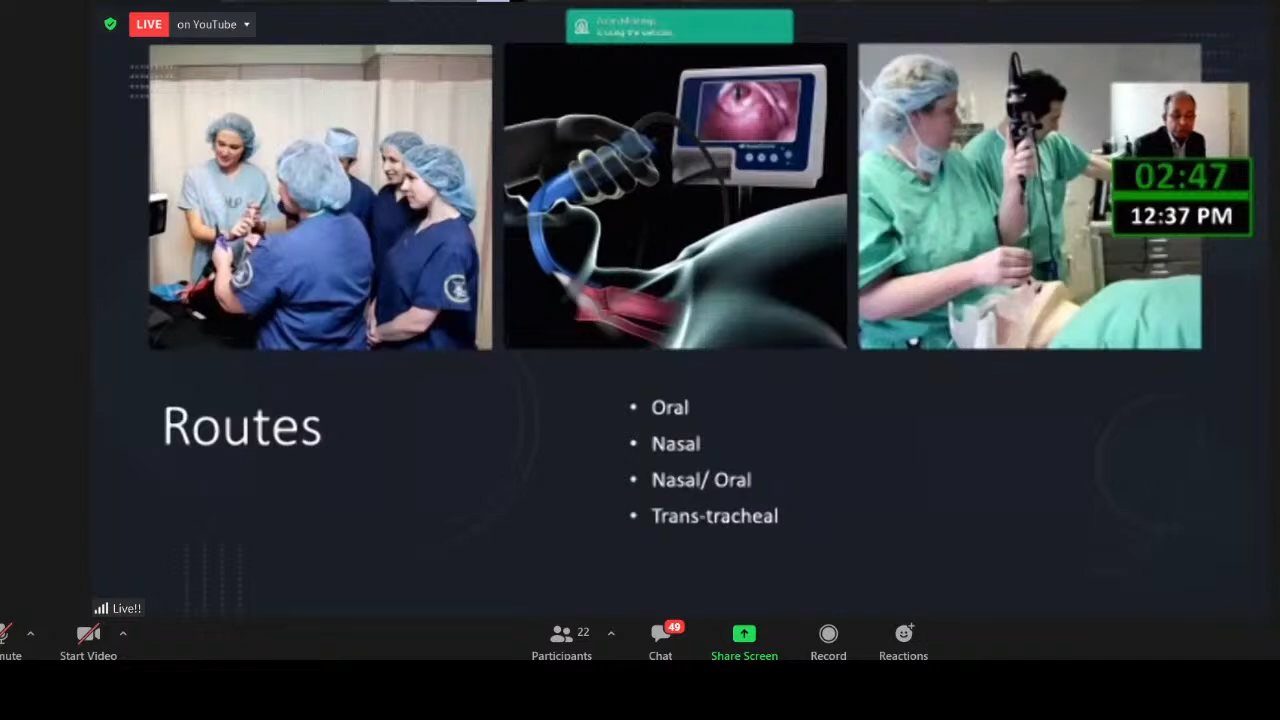 LIVE on YouTube
02:47
12:37 PM
Routes
• Oral
• Nasal
• Nasal/ Oral
• Trans-tracheal
Live!!
mute
Start Video
22
Participants
49
Chat
Share Screen
Record
Reactions